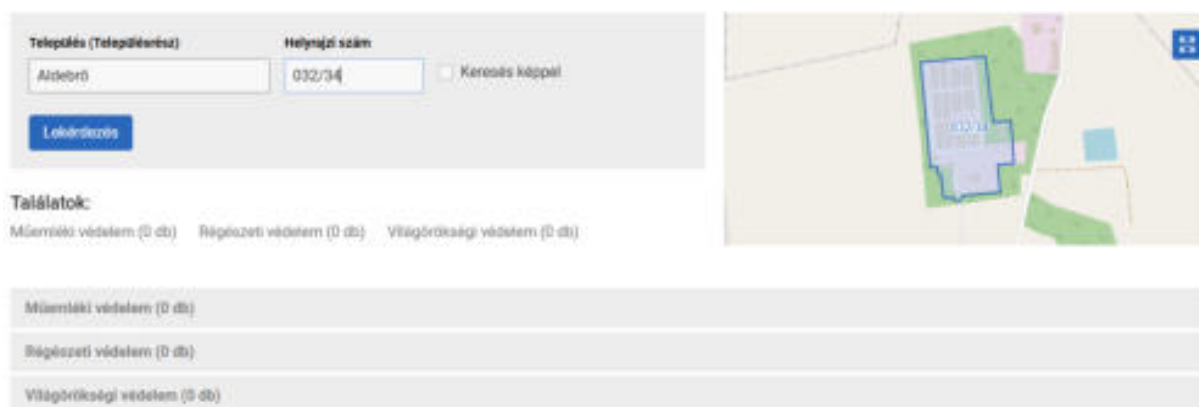 Település (Településrész)
Helyrajzi szám
Aldebrő
032/34
Keresés képpel
Lekérdezés
032/34
Találatok:
Műemléki védelem (0 db)
Régészeti védelem (0 db)
Világörökségi védelem (0 db)
Műemléki védelem (0 db)
Régészeti védelem (0 db)
Világörökségi védelem (0 db)